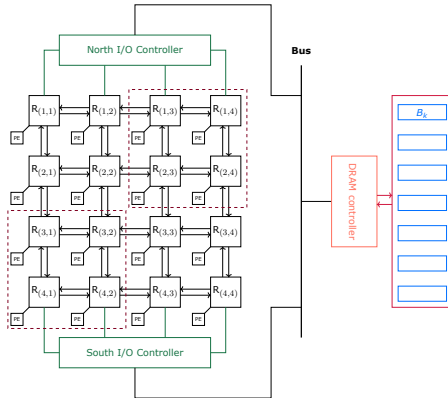 North I/O Controller
Bus
R(1,1) R(1,2) R(1,3) R(1,4)
PE PE PE PE
R(2,1) R(2,2) R(2,3) R(2,4)
PE PE PE PE
R(3,1) R(3,2) R(3,3) R(3,4)
PE PE PE PE
R(4,1) R(4,2) R(4,3) R(4,4)
PE PE PE PE
South I/O Controller
DRAM controller
Bk